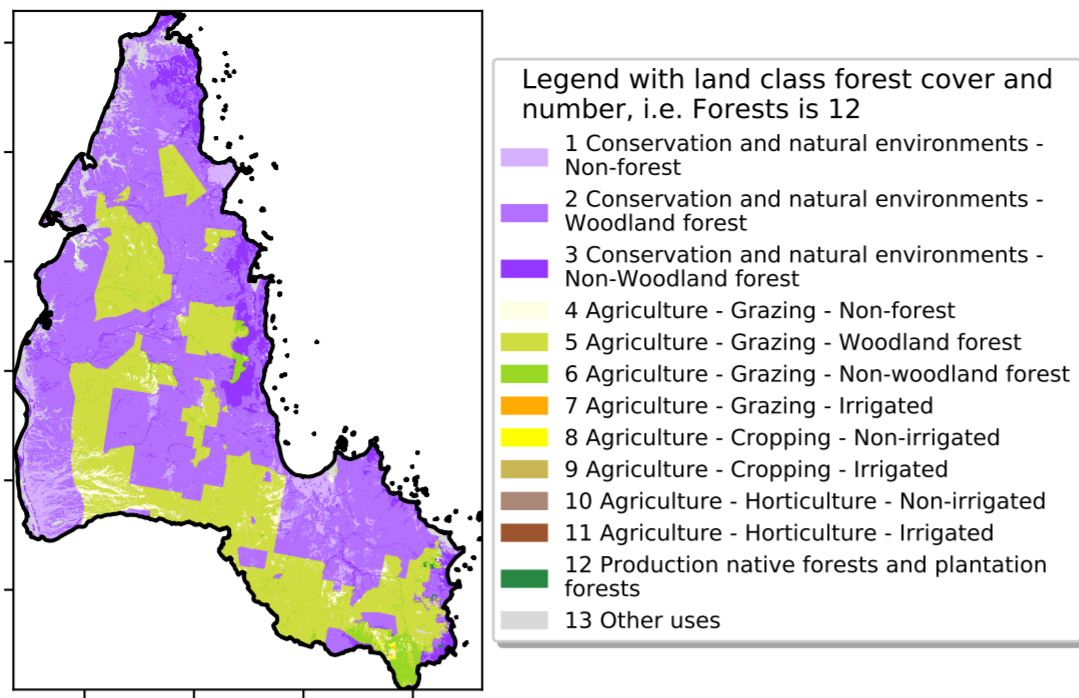 Legend with land class forest cover and
number, i.e. Forests is 12
1 Conservation and natural environments -
Non-forest
2 Conservation and natural environments -
Woodland forest
3 Conservation and natural environments -
Non-Woodland forest
4 Agriculture - Grazing - Non-forest
5 Agriculture - Grazing - Woodland forest
6 Agriculture - Grazing - Non-woodland forest
7 Agriculture - Grazing - Irrigated
8 Agriculture - Cropping - Non-irrigated
9 Agriculture - Cropping - Irrigated
10 Agriculture - Horticulture - Non-irrigated
11 Agriculture - Horticulture - Irrigated
12 Production native forests and plantation
forests
13 Other uses